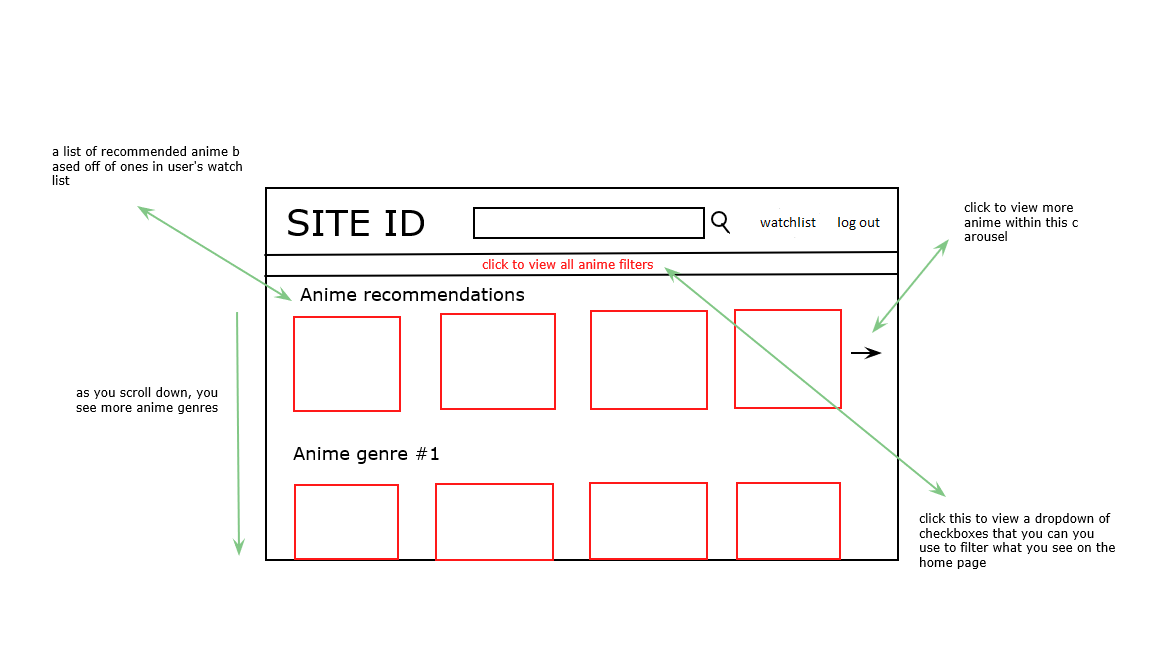 a list of recommended anime b
ased off of ones in user's watch
list
click to view more
anime within this c
arousel
SITE ID
watchlist
log out
click to view all anime filters
Anime recommendations
as you scroll down, you
see more anime genres
Anime genre #1
click this to view a dropdown of
checkboxes that you can you
use to filter what you see on the
home page